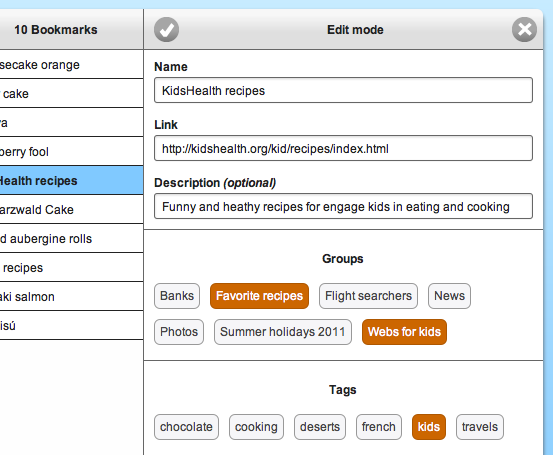 10 Bookmarks
Edit mode
secake orange
cake
a
berry fool
Health recipes
arzwald Cake
d aubergine rolls
recipes
aki salmon
isú
Name
KidsHealth recipes
Link
http://kidshealth.org/kid/recipes/index.html
Description (optional)
Funny and heathy recipes for engage kids in eating and cooking
Groups
Banks Favorite recipes Flight searchers News
Photos Summer holidays 2011 Webs for kids
Tags
chocolate cooking deserts french kids travels